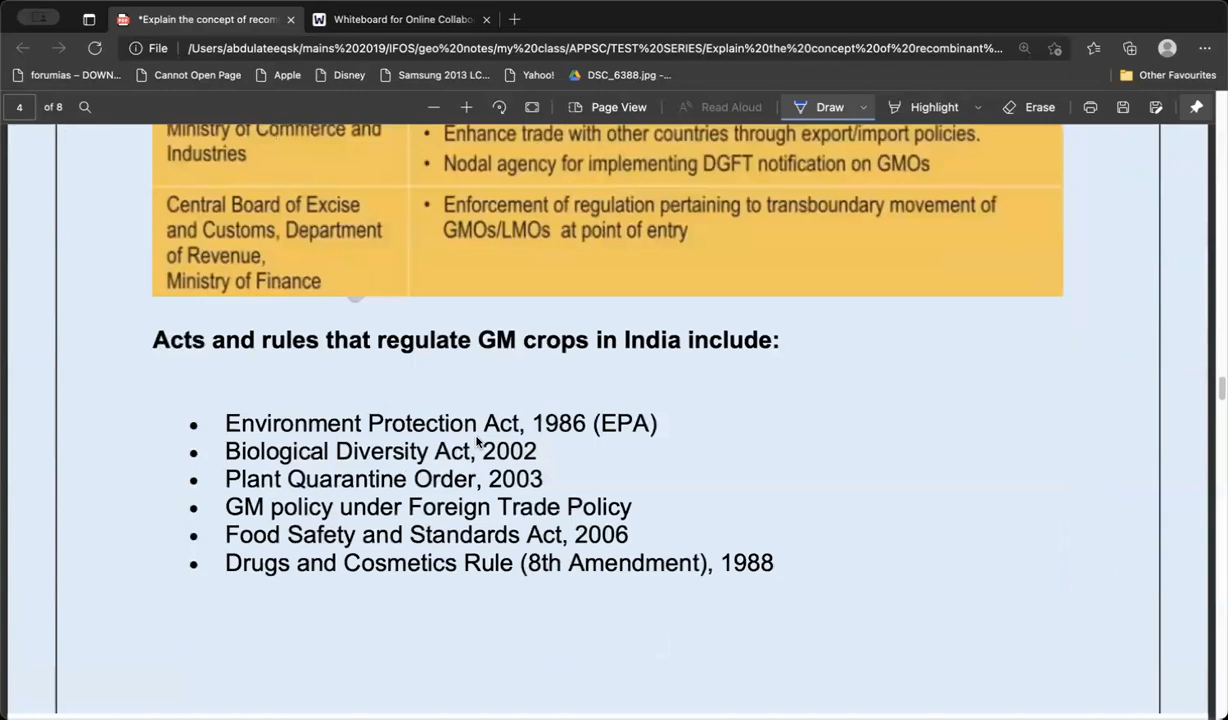 *Explain the concept of recom
Whiteboard for Online Collabo
File
/Users/abdulateeqsk/mains%202019/IFOS/geo%20notes/my%20class/APPSC/TEST%20SERIES/Explain%20the%20concept%20of%20recombinant%...
forumias – DOWN...
Cannot Open Page
Apple
Disney
Samsung 2013 LC...
Yahoo!
DSC_6388.jpg -...
Other Favourites
4 of 8
Page View
Read Aloud
Draw
Highlight
Erase
Ministry of Commerce and
Industries
• Enhance trade with other countries through export/import policies.
• Nodal agency for implementing DGFT notification on GMOs
Central Board of Excise
and Customs, Department
of Revenue,
Ministry of Finance
• Enforcement of regulation pertaining to transboundary movement of
GMOs/LMOs at point of entry
Acts and rules that regulate GM crops in India include:
• Environment Protection Act, 1986 (EPA)
• Biological Diversity Act, 2002
• Plant Quarantine Order, 2003
• GM policy under Foreign Trade Policy
• Food Safety and Standards Act, 2006
• Drugs and Cosmetics Rule (8th Amendment), 1988